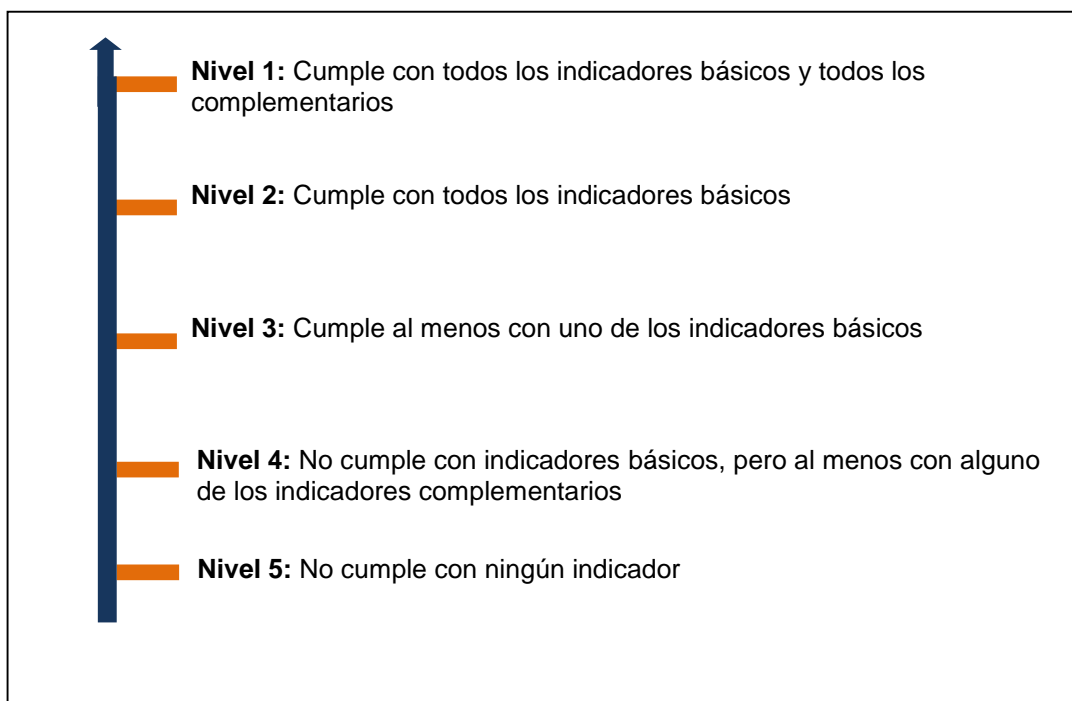 Nivel 1: Cumple con todos los indicadores básicos y todos los
complementarios
Nivel 2: Cumple con todos los indicadores básicos
Nivel 3: Cumple al menos con uno de los indicadores básicos
Nivel 4: No cumple con indicadores básicos, pero al menos con alguno
de los indicadores complementarios
Nivel 5: No cumple con ningún indicador